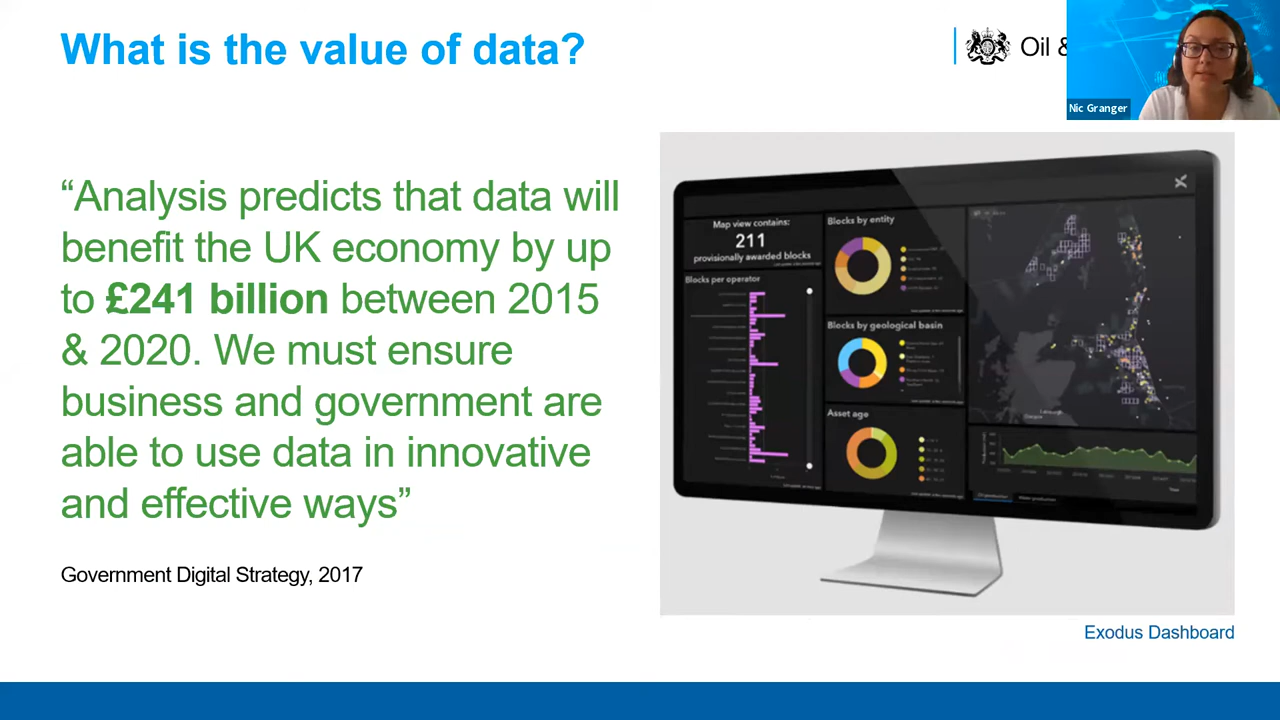 What is the value of data?
Oil &
Nic Granger
“Analysis predicts that data will
benefit the UK economy by up
to £241 billion between 2015
& 2020. We must ensure
business and government are
able to use data in innovative
and effective ways”
Government Digital Strategy, 2017
Map view contains:
211
provisionally awarded blocks
Blocks per operator
Blocks by entity
Blocks by geological basin
Asset age
Exodus Dashboard